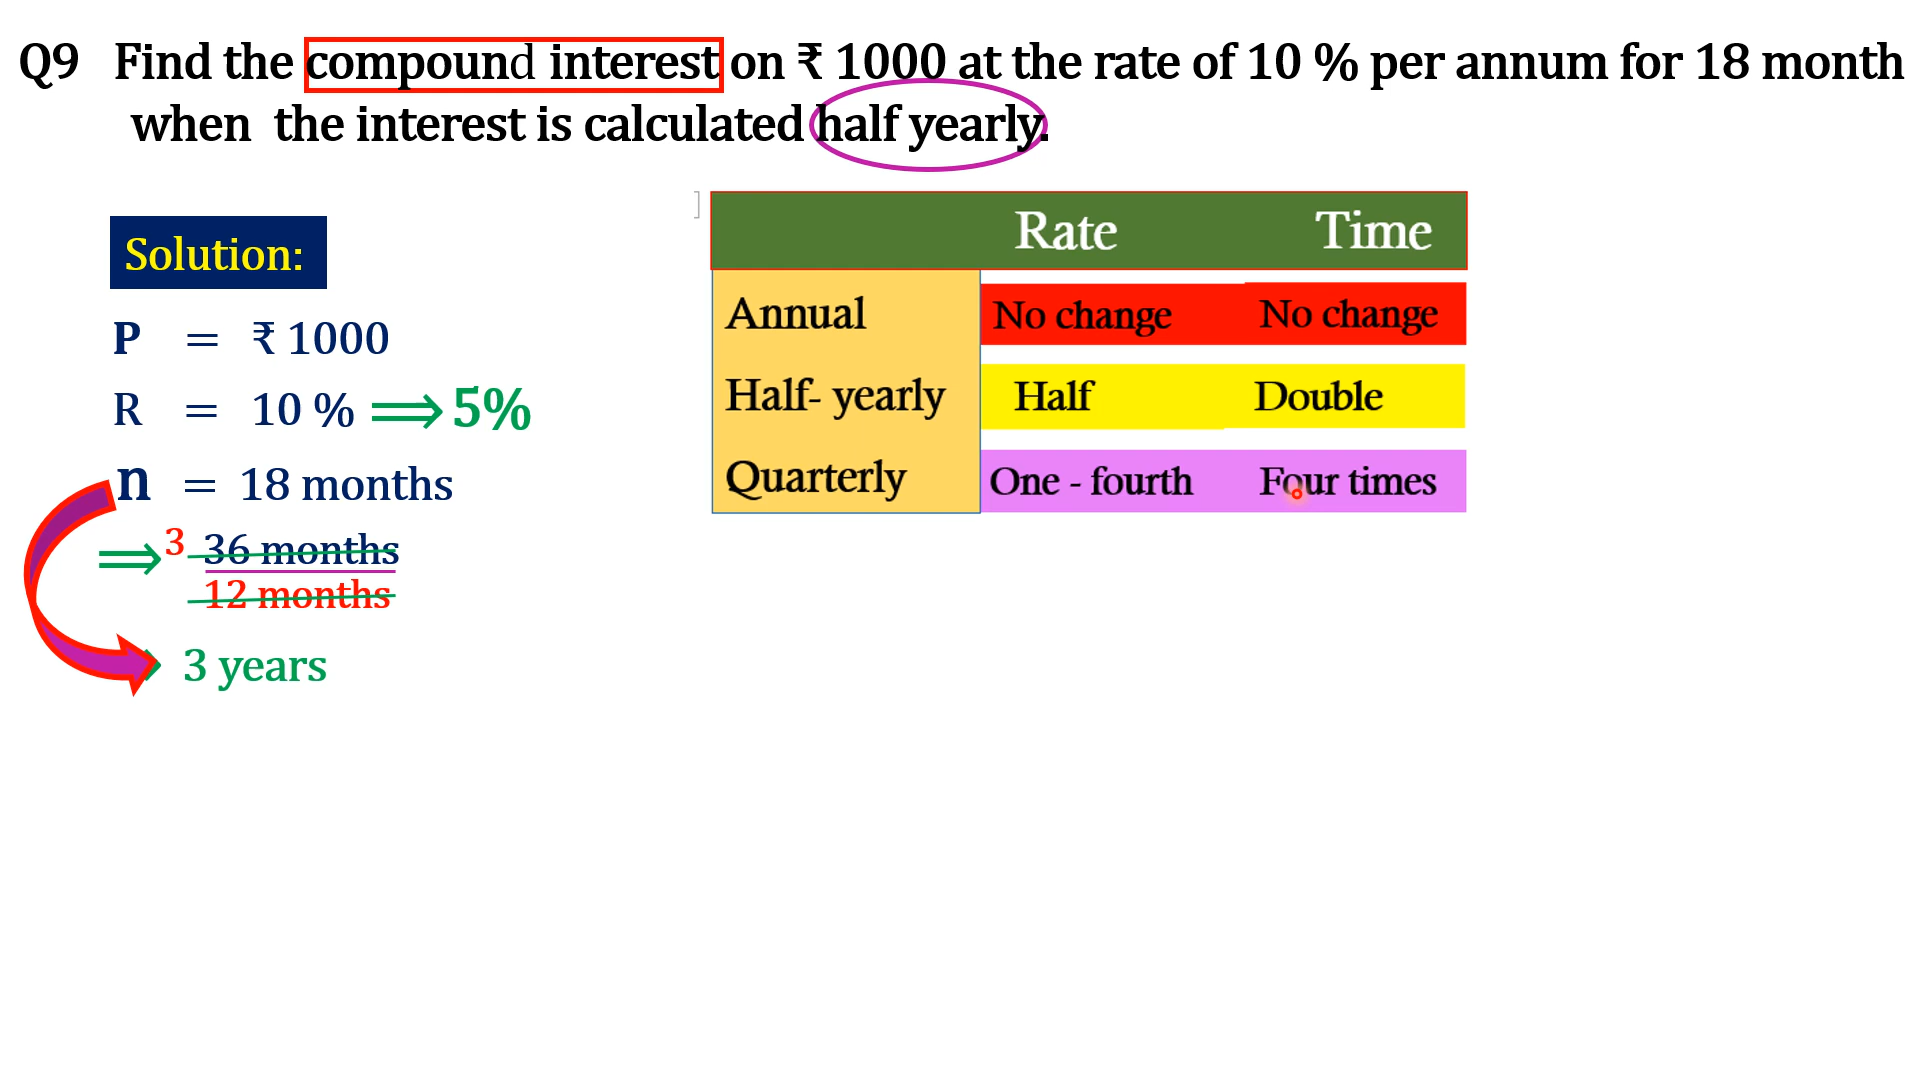 Q9 Find the compound interest on ₹ 1000 at the rate of 10 % per annum for 18 month
when the interest is calculated half yearly.
Solution:
P = ₹ 1000
R = 10 % ⟹ 5%
n = 18 months
⟹ 3 36 months
12 months
3 years
]
Rate Time
Annual No change No change
Half- yearly Half Double
Quarterly One - fourth Four times